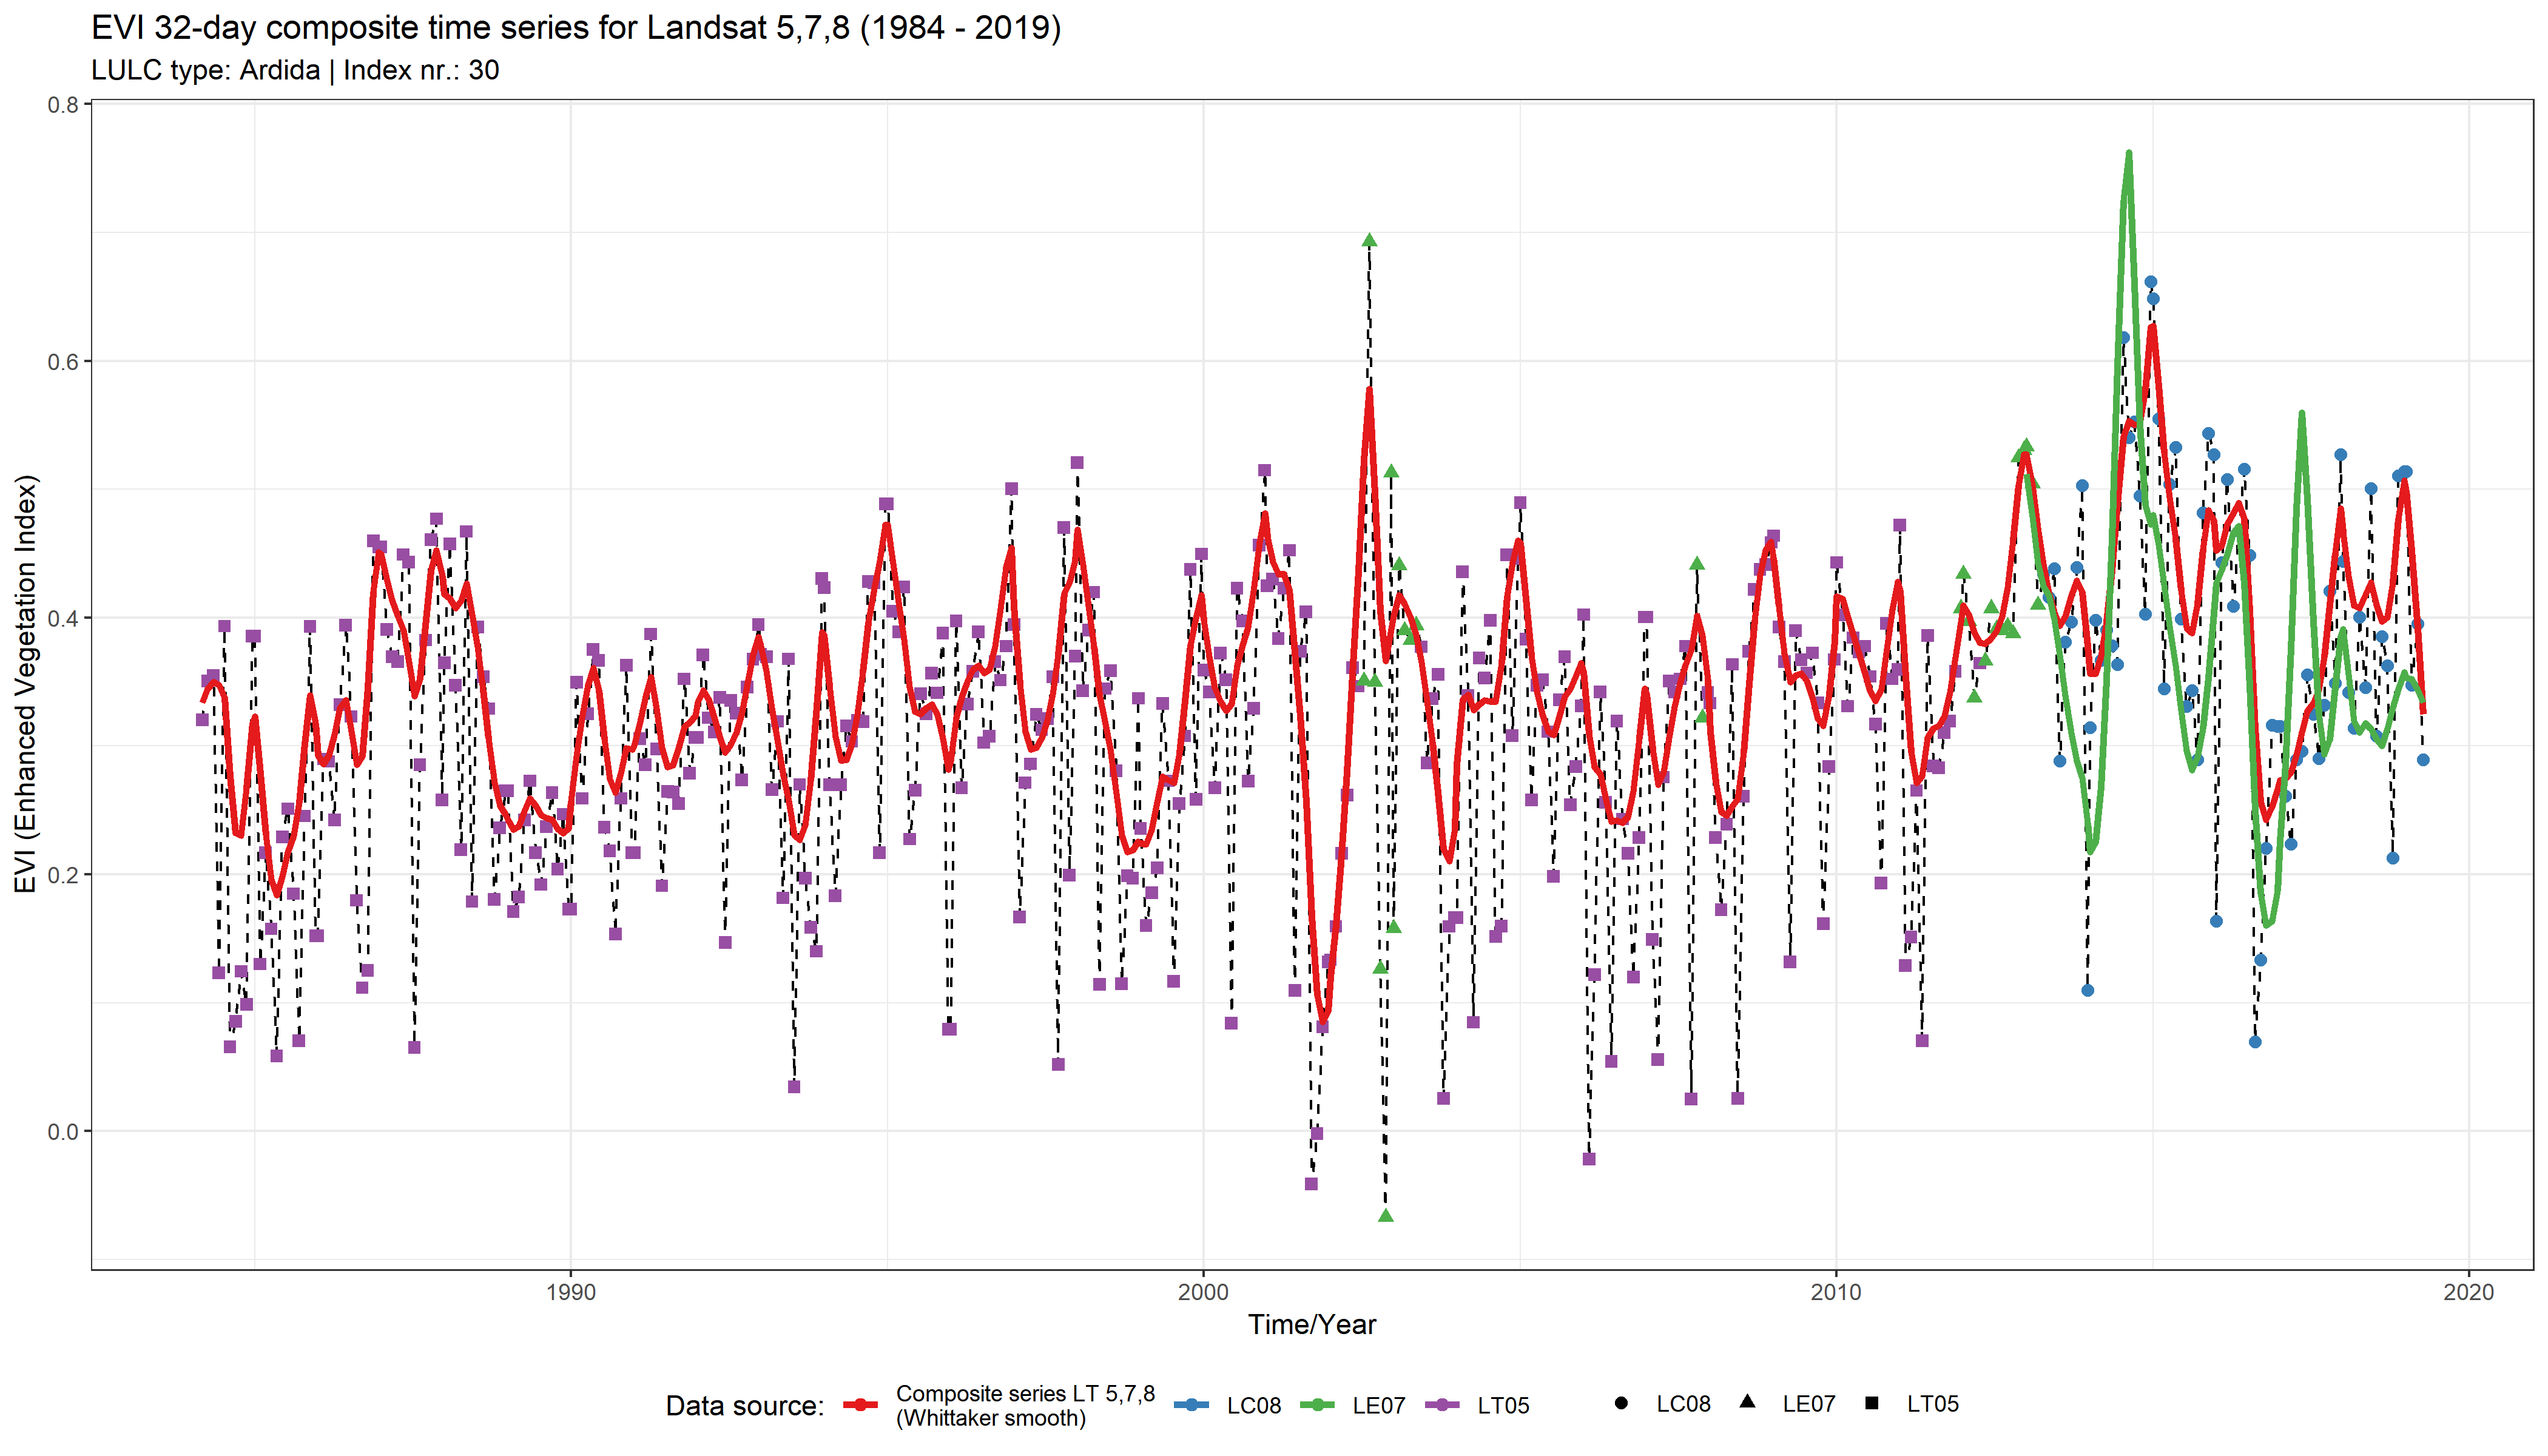 EVI 32-day composite time series for Landsat 5,7,8 (1984 - 2019)
LULC type: Ardida | Index nr.: 30
EVI (Enhanced Vegetation Index)
0.8
0.6
0.4
0.2
0.0
1990 2000 2010 2020
Time/Year
Data source: Composite series LT 5,7,8 LC08 LE07 LT05 LC08 LE07 LT05
(Whittaker smooth)